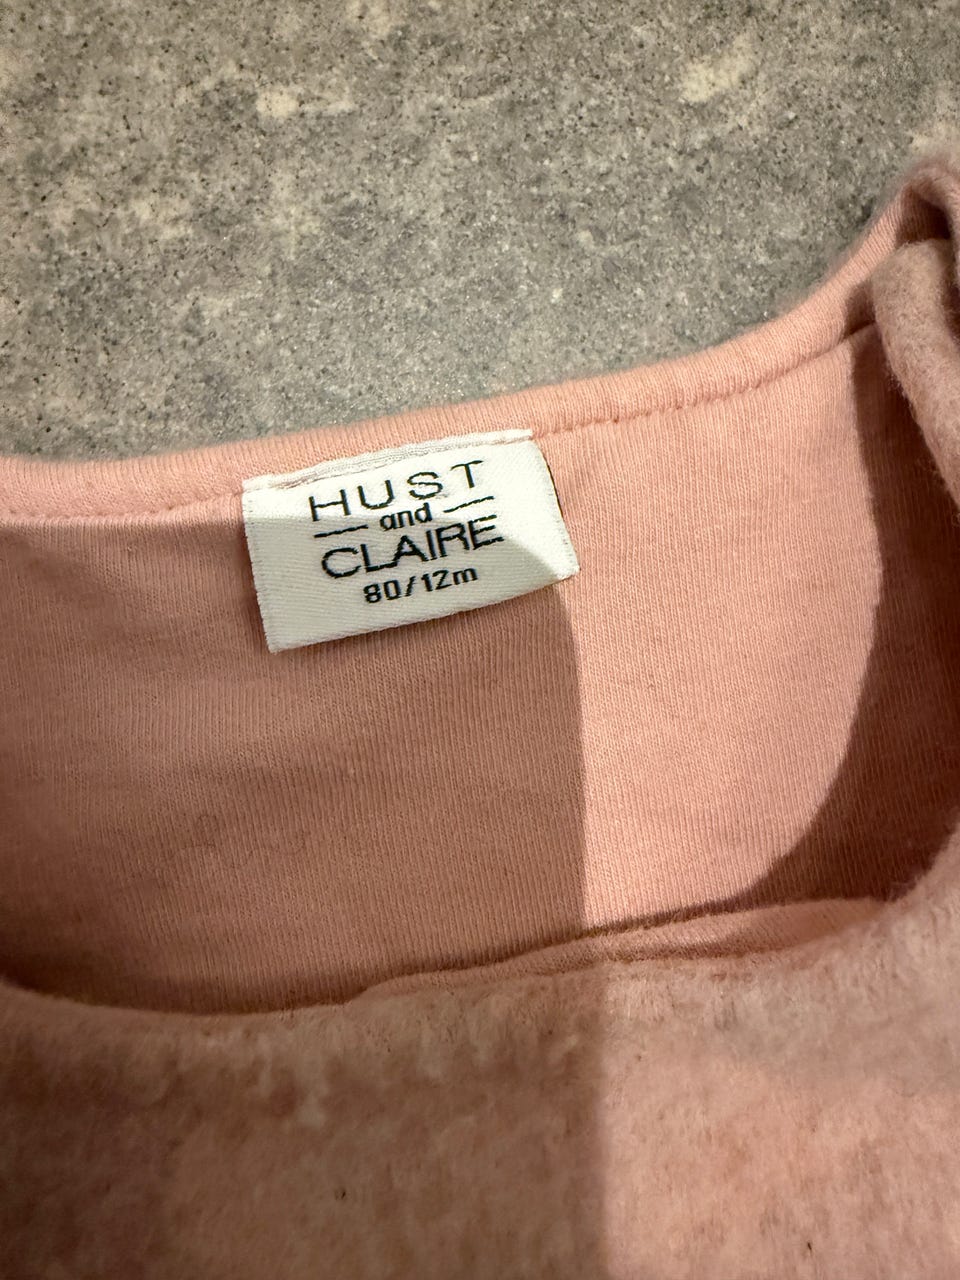 HUST
and
CLAIRE
80/12m